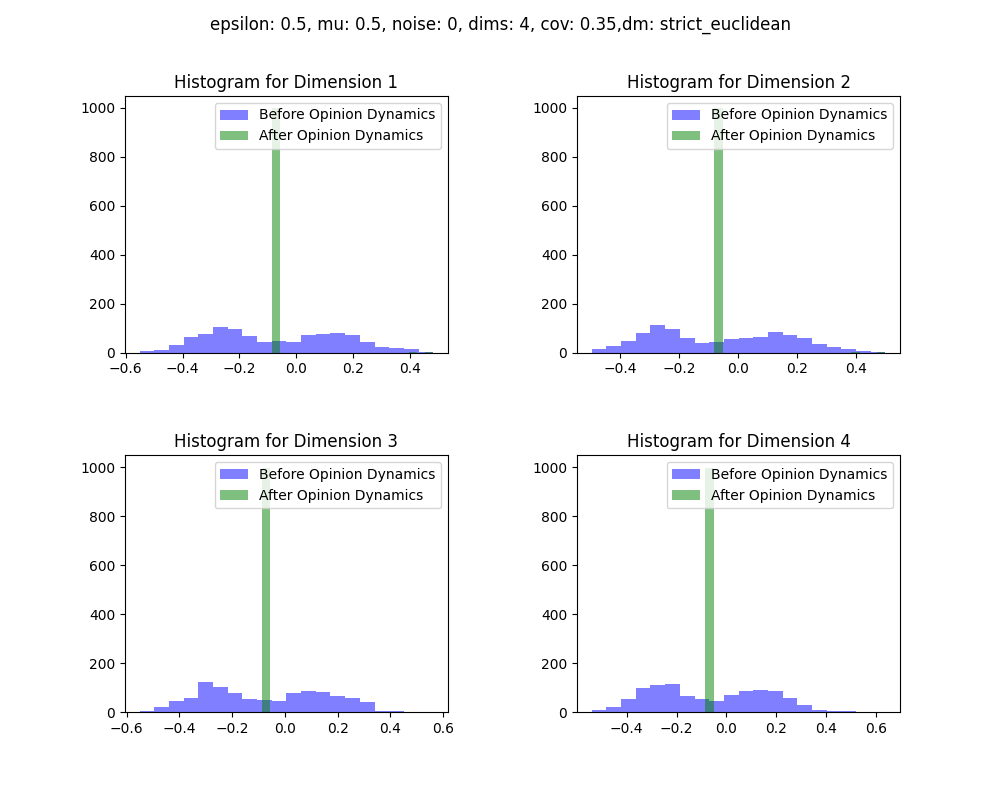 epsilon: 0.5, mu: 0.5, noise: 0, dims: 4, cov: 0.35,dm: strict_euclidean
Histogram for Dimension 1
Before Opinion Dynamics
After Opinion Dynamics
1000
800
600
400
200
0
−0.6 −0.4 −0.2 0.0 0.2 0.4
Histogram for Dimension 2
Before Opinion Dynamics
After Opinion Dynamics
1000
800
600
400
200
0
−0.4 −0.2 0.0 0.2 0.4
Histogram for Dimension 3
Before Opinion Dynamics
After Opinion Dynamics
1000
800
600
400
200
0
−0.6 −0.4 −0.2 0.0 0.2 0.4 0.6
Histogram for Dimension 4
Before Opinion Dynamics
After Opinion Dynamics
1000
800
600
400
200
0
−0.4 −0.2 0.0 0.2 0.4 0.6